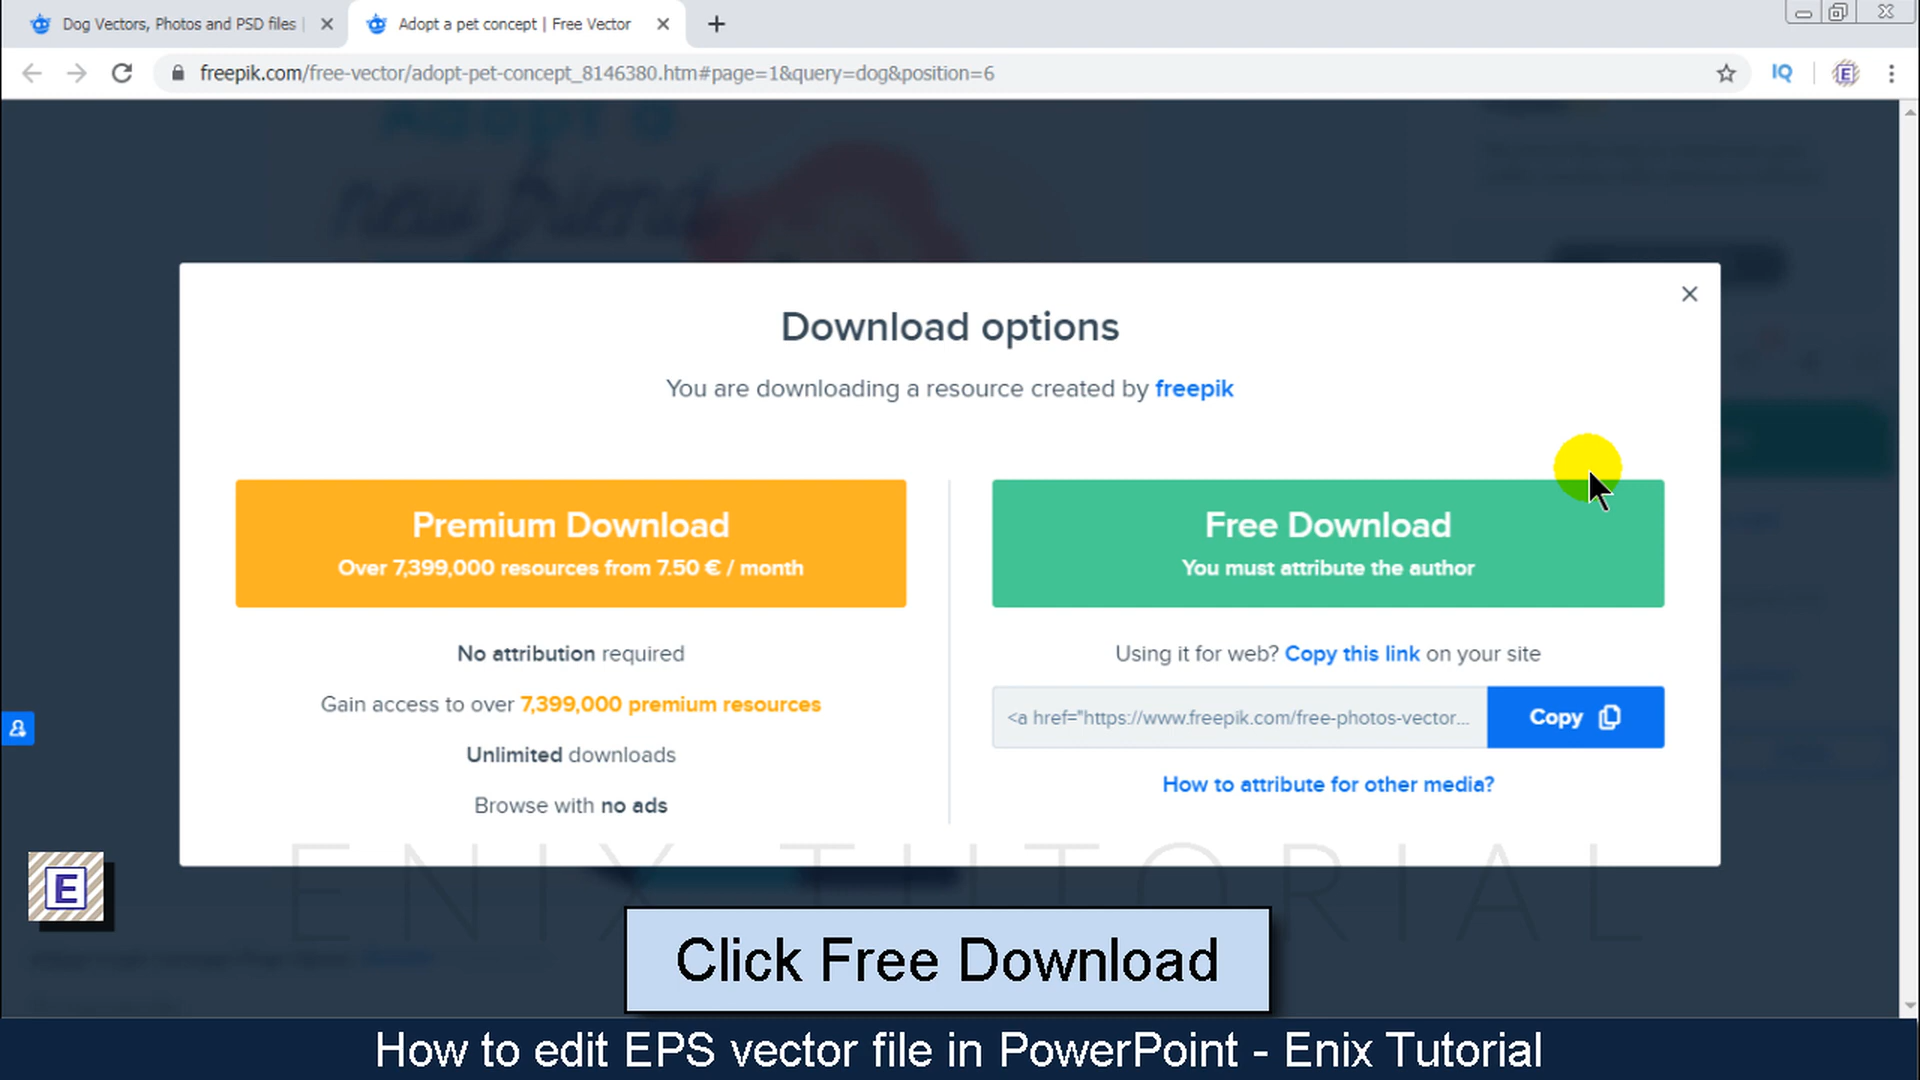 Dog Vectors, Photos and PSD files
Adopt a pet concept | Free Vector
freepik.com/free-vector/adopt-pet-concept_8146380.htm#page=1&query=dog&position=6
IQ
E
Adopt a
new friend
Download options
You are downloading a resource created by freepik
Premium Download
Over 7,399,000 resources from 7.50 € / month
No attribution required
Gain access to over 7,399,000 premium resources
Unlimited downloads
Browse with no ads
Free Download
You must attribute the author
Using it for web? Copy this link on your site
<a href="https://www.freepik.com/free-photos-vector...
Copy
How to attribute for other media?
ENIX TUTORIAL
E
Click Free Download
How to edit EPS vector file in PowerPoint - Enix Tutorial